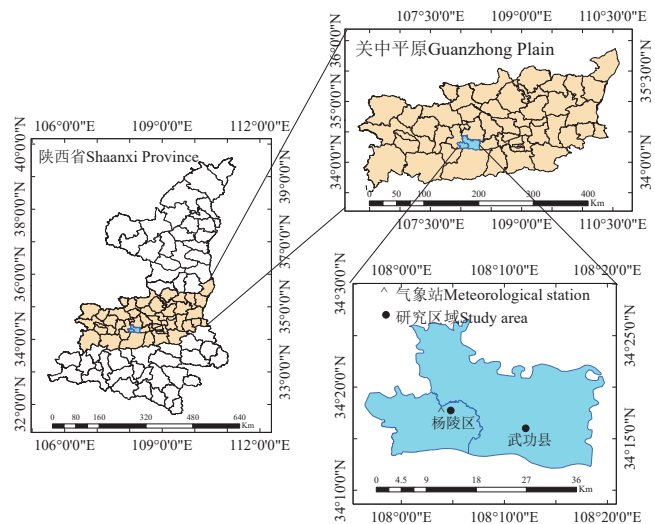 106°0'0"E 109°0'0"E 112°0'0"E
陕西省Shaanxi Province
40°0'0"N
38°0'0"N
36°0'0"N
34°0'0"N
32°0'0"N
39°0'0"N
37°0'0"N
35°0'0"N
33°0'0"N
0 80 160 320 480 640
Km
106°0'0"E 109°0'0"E 112°0'0"E
107°30'0"E 109°0'0"E 110°30'0"E
关中平原Guanzhong Plain
36°0'0"N
35°0'0"N
34°0'0"N
35°30'0"N
34°0'0"N
0 50 100 200 300 400
Km
107°30'0"E 109°0'0"E 110°30'0"E
108°0'0"E 108°10'0"E 108°20'0"E
^ 气象站Meteorological station
● 研究区域Study area
34°30'0"N
34°20'0"N
34°10'0"N
34°25'0"N
34°15'0"N
杨陵区
武功县
0 4.5 9 18 27 36
Km
108°0'0"E 108°10'0"E 108°20'0"E